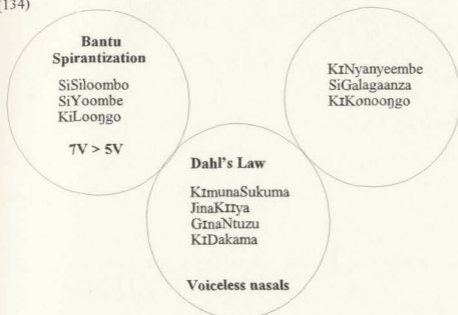 (134)
Bantu
Spirantization
SiSiloombo
SiYoombe
KiLooŋgo
7V > 5V
KɪNyanyeembe
SiGalagaanza
KɪKonooŋgo
Dahl's Law
KɪmunaSukuma
JinaKɪɪya
GɪnaNtuzu
KɪDakama
Voiceless nasals